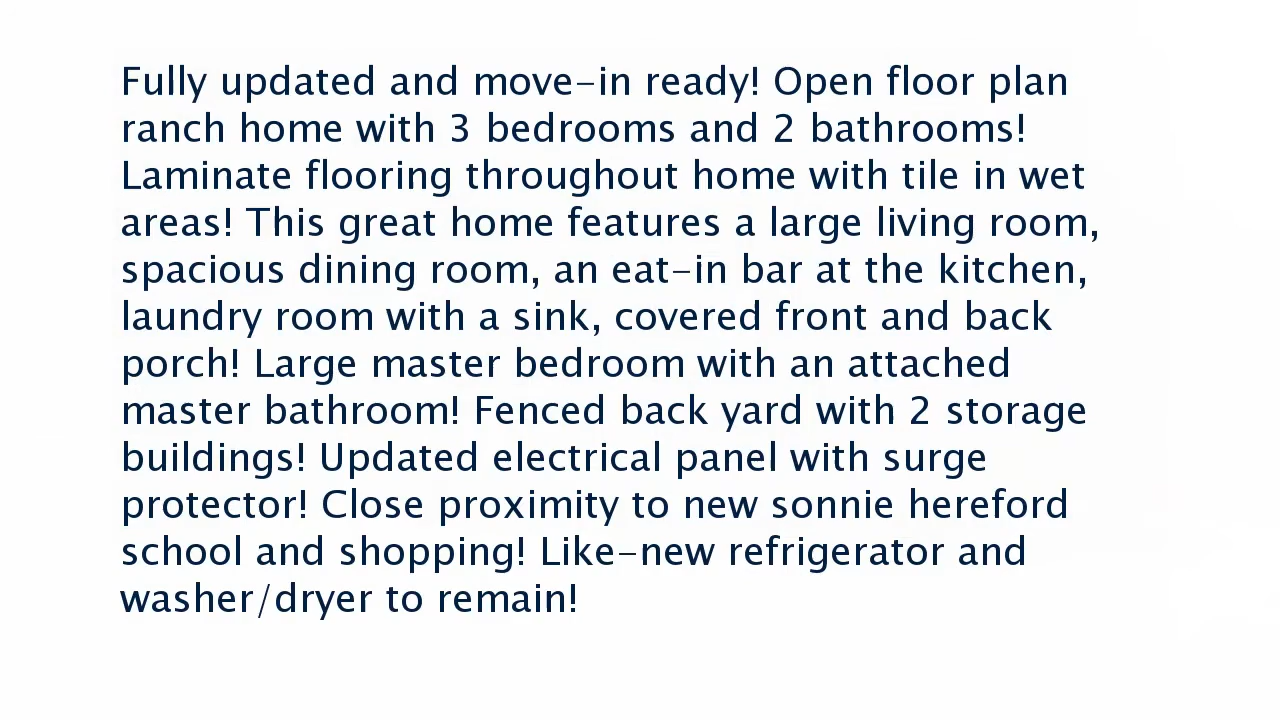 Fully updated and move-in ready! Open floor plan
ranch home with 3 bedrooms and 2 bathrooms!
Laminate flooring throughout home with tile in wet
areas! This great home features a large living room,
spacious dining room, an eat-in bar at the kitchen,
laundry room with a sink, covered front and back
porch! Large master bedroom with an attached
master bathroom! Fenced back yard with 2 storage
buildings! Updated electrical panel with surge
protector! Close proximity to new sonnie hereford
school and shopping! Like-new refrigerator and
washer/dryer to remain!